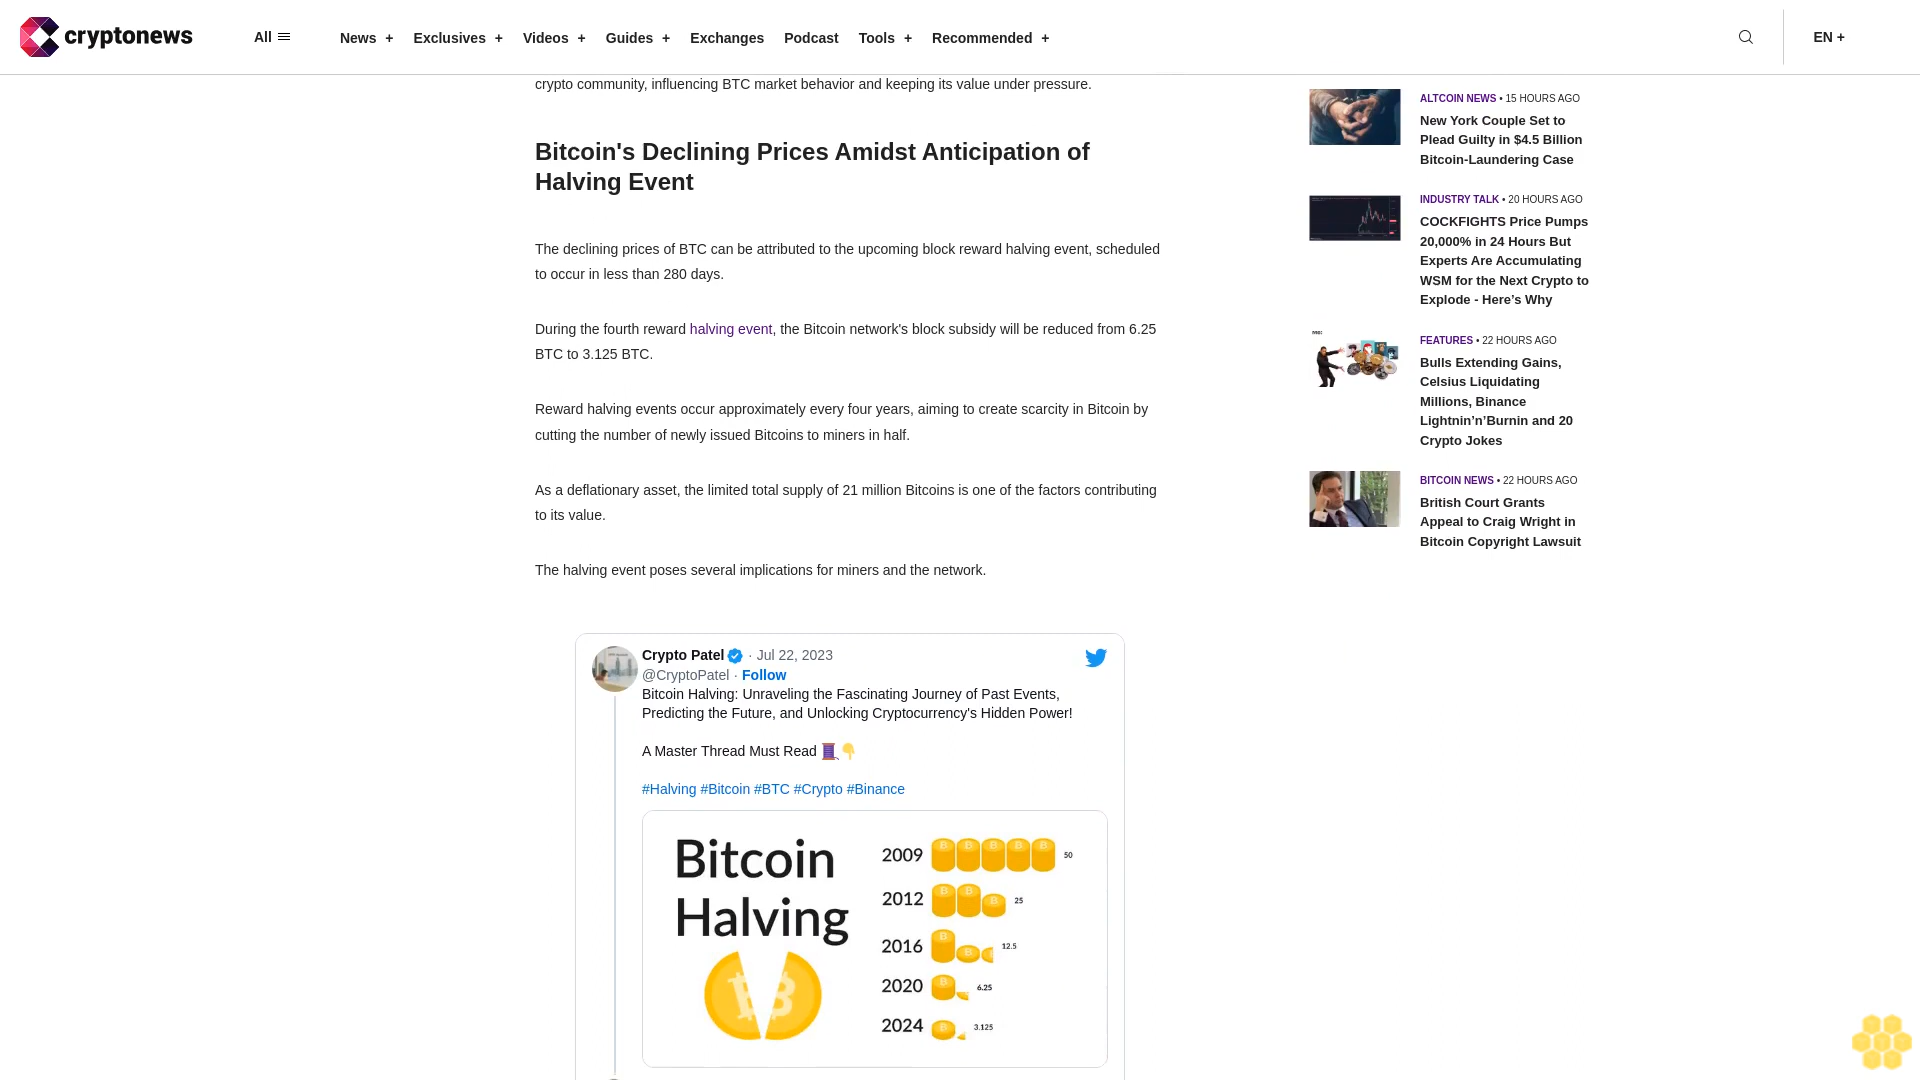 cryptonews
All
News +
Exclusives +
Videos +
Guides +
Exchanges
Podcast
Tools +
Recommended +
EN +
crypto community, influencing BTC market behavior and keeping its value under pressure.
Bitcoin's Declining Prices Amidst Anticipation of
Halving Event
The declining prices of BTC can be attributed to the upcoming block reward halving event, scheduled
to occur in less than 280 days.
During the fourth reward halving event, the Bitcoin network's block subsidy will be reduced from 6.25
BTC to 3.125 BTC.
Reward halving events occur approximately every four years, aiming to create scarcity in Bitcoin by
cutting the number of newly issued Bitcoins to miners in half.
As a deflationary asset, the limited total supply of 21 million Bitcoins is one of the factors contributing
to its value.
The halving event poses several implications for miners and the network.
Crypto Patel · Jul 22, 2023
@CryptoPatel · Follow
Bitcoin Halving: Unraveling the Fascinating Journey of Past Events,
Predicting the Future, and Unlocking Cryptocurrency's Hidden Power!
A Master Thread Must Read 🧵👇
#Halving #Bitcoin #BTC #Crypto #Binance
Bitcoin
Halving
2009 50
2012 25
2016 12.5
2020 6.25
2024 3.125
ALTCOIN NEWS • 15 HOURS AGO
New York Couple Set to
Plead Guilty in $4.5 Billion
Bitcoin-Laundering Case
INDUSTRY TALK • 20 HOURS AGO
COCKFIGHTS Price Pumps
20,000% in 24 Hours But
Experts Are Accumulating
WSM for the Next Crypto to
Explode - Here’s Why
FEATURES • 22 HOURS AGO
Bulls Extending Gains,
Celsius Liquidating
Millions, Binance
Lightnin’n’Burnin and 20
Crypto Jokes
BITCOIN NEWS • 22 HOURS AGO
British Court Grants
Appeal to Craig Wright in
Bitcoin Copyright Lawsuit